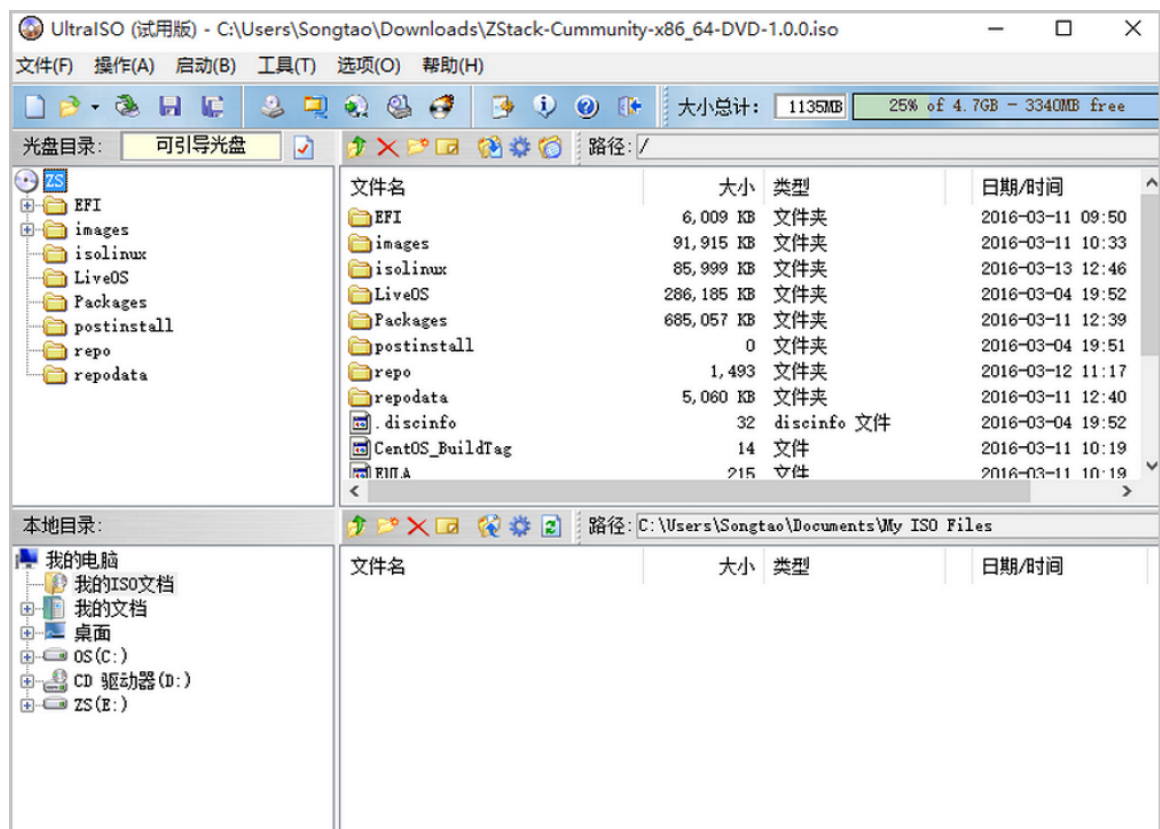 UltraISO (试用版) - C:\Users\Songtao\Downloads\ZStack-Cummunity-x86_64-DVD-1.0.0.iso
文件(F) 操作(A) 启动(B) 工具(T) 选项(O) 帮助(H)
大小总计: 1135MB 25% of 4.7GB - 3340MB free
光盘目录: 可引导光盘 路径: /
ZS
EFI
images
isolinux
LiveOS
Packages
postinstall
repo
repodata
文件名 大小 类型 日期/时间
EFI 6,009 KB 文件夹 2016-03-11 09:50
images 91,915 KB 文件夹 2016-03-11 10:33
isolinux 85,999 KB 文件夹 2016-03-13 12:46
LiveOS 286,185 KB 文件夹 2016-03-04 19:52
Packages 685,057 KB 文件夹 2016-03-11 12:39
postinstall 0 文件夹 2016-03-04 19:51
repo 1,493 文件夹 2016-03-12 11:17
repodata 5,060 KB 文件夹 2016-03-11 12:40
.discinfo 32 discinfo 文件 2016-03-04 19:52
CentOS_BuildTag 14 文件 2016-03-11 10:19
EULA 215 文件 2016-03-11 10:19
本地目录: 路径: C:\Users\Songtao\Documents\My ISO Files
我的电脑
我的ISO文档
我的文档
桌面
OS(C:)
CD 驱动器(D:)
ZS(E:)
文件名 大小 类型 日期/时间